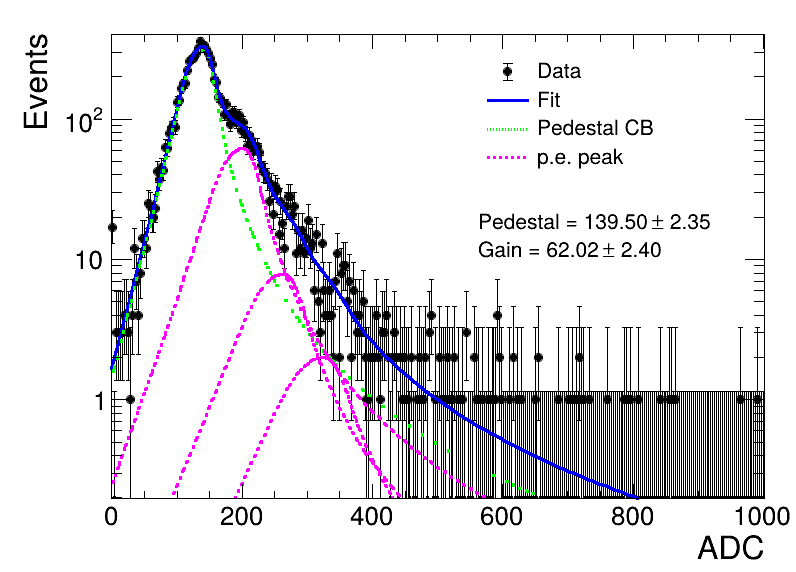 Events
10²
10
1
Data
Fit
Pedestal CB
p.e. peak
Pedestal = 139.50 ± 2.35
Gain = 62.02 ± 2.40
0 200 400 600 800 1000
ADC